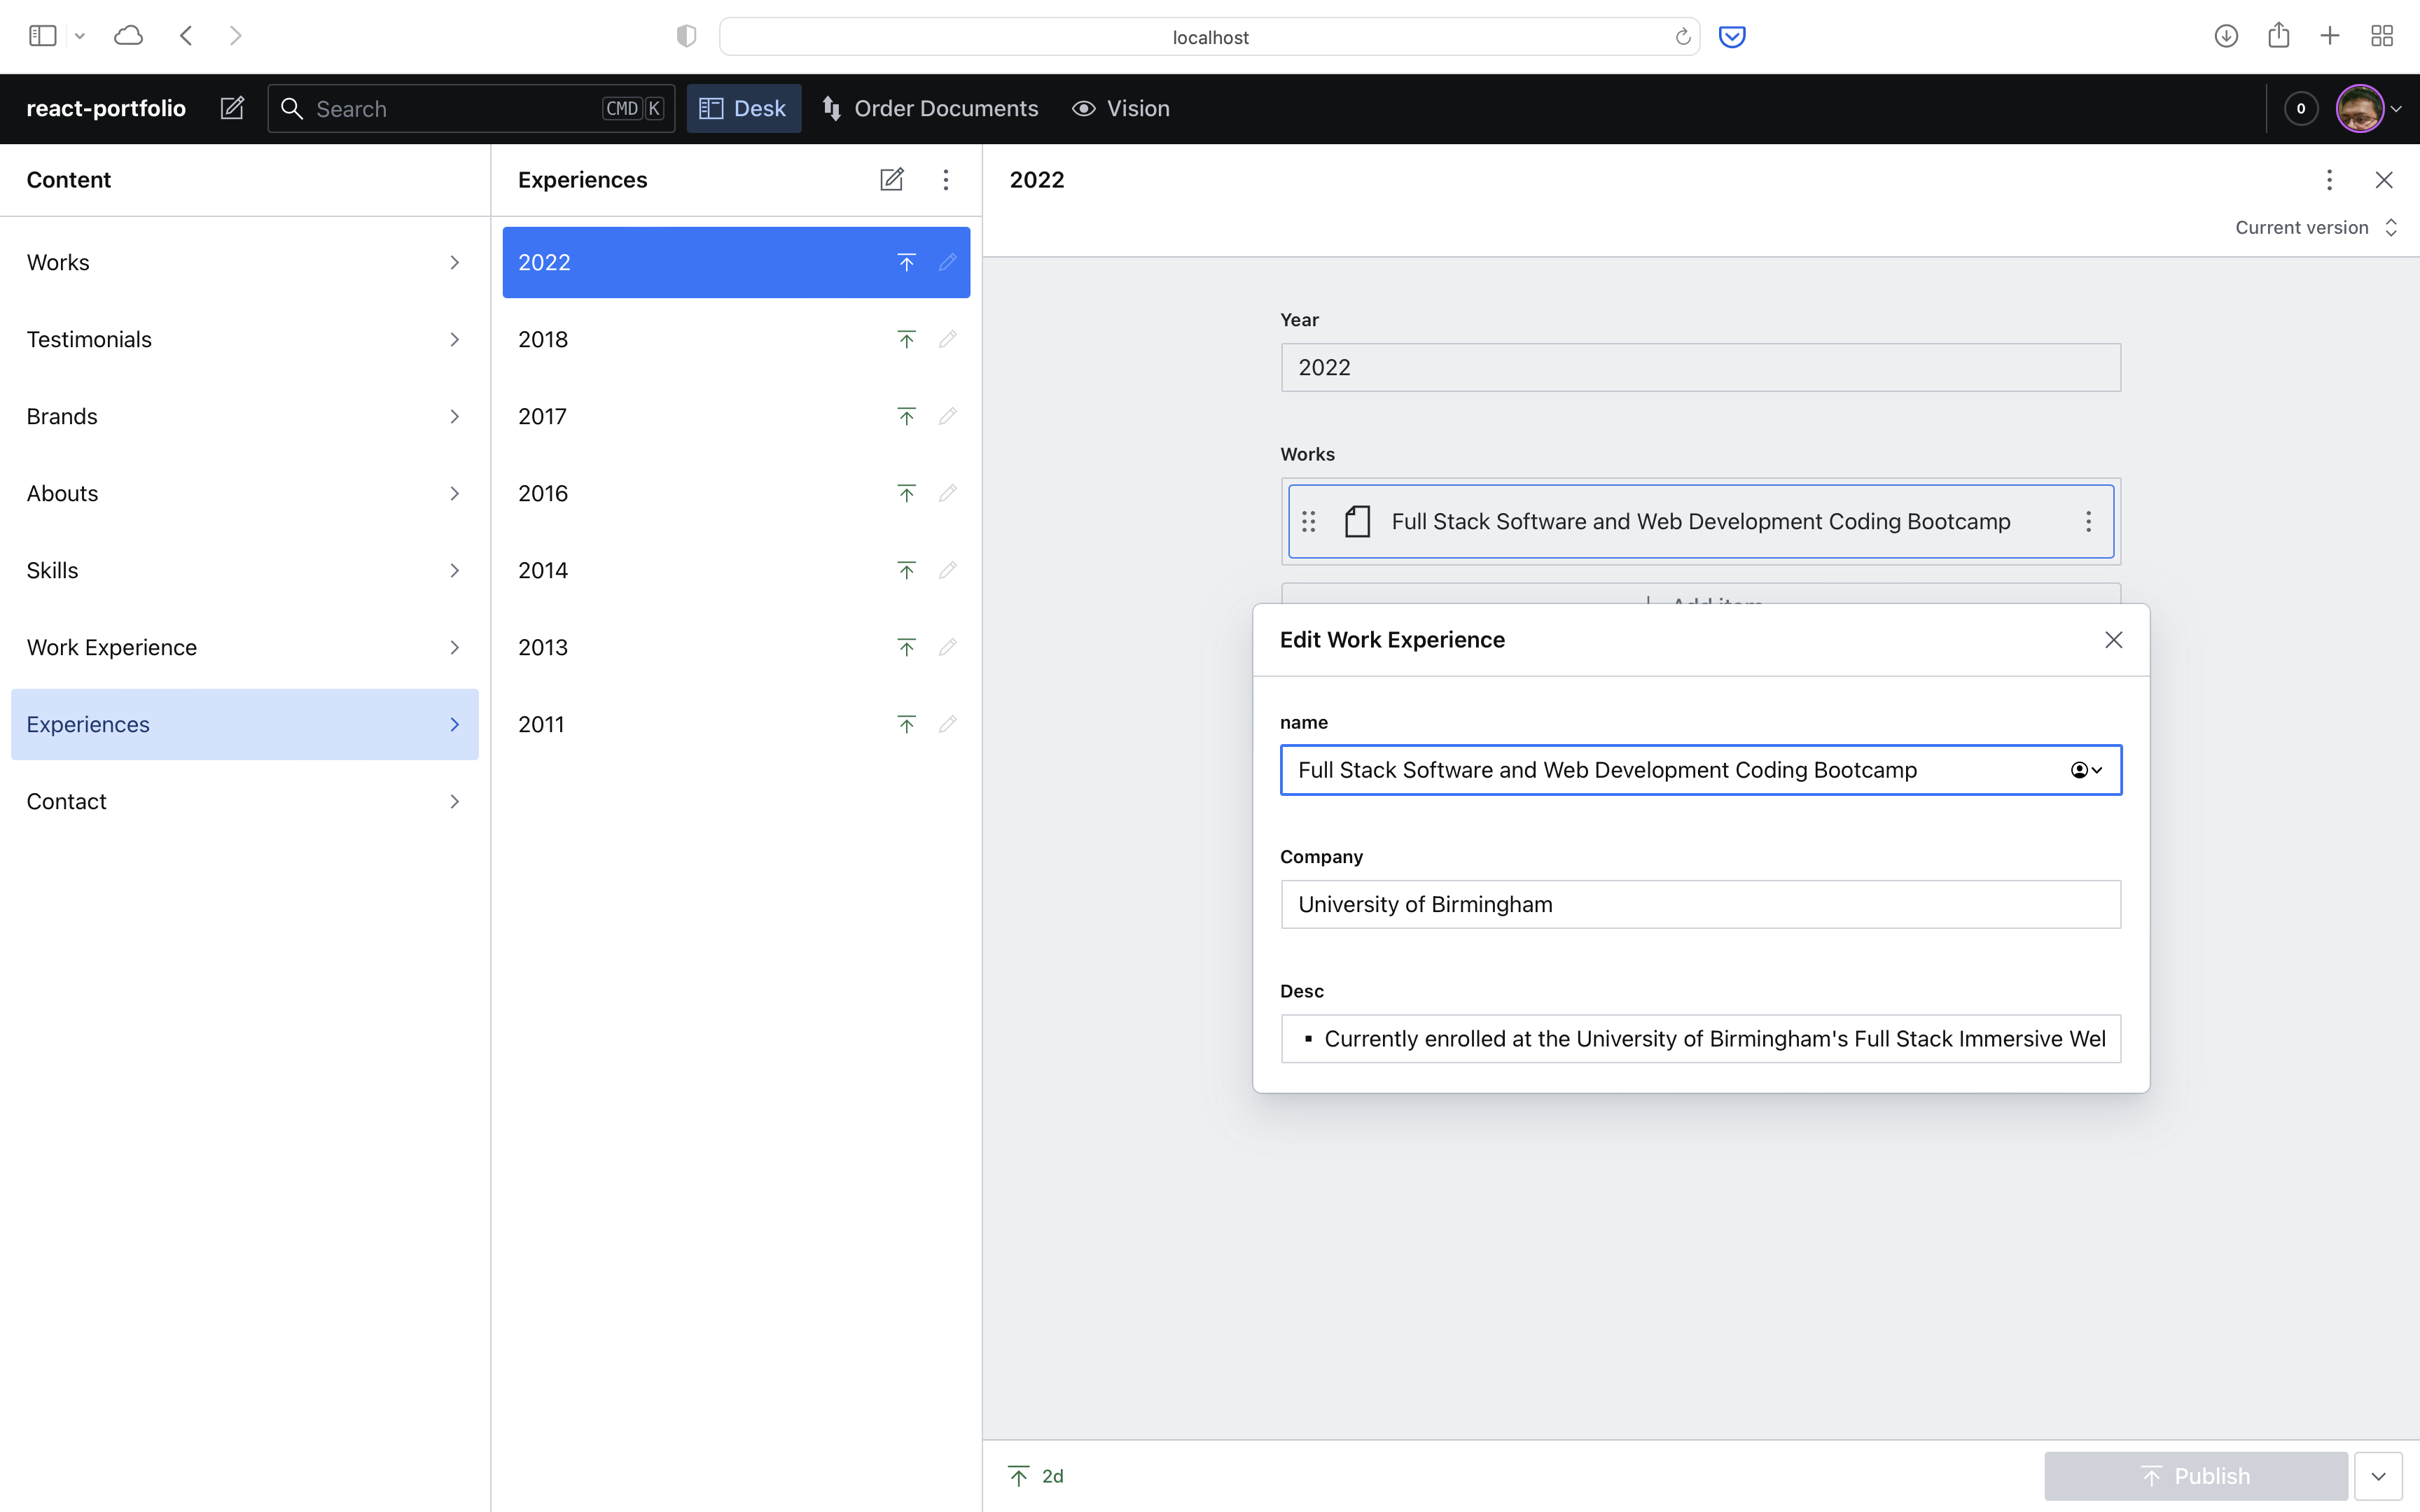 localhost
react-portfolio
Search
CMD K
Desk
Order Documents
Vision
0
Content
Works
Testimonials
Brands
Abouts
Skills
Work Experience
Experiences
Contact
Experiences
2022
2018
2017
2016
2014
2013
2011
2022
Current version
Year
2022
Works
Full Stack Software and Web Development Coding Bootcamp
Add item
Edit Work Experience
name
Full Stack Software and Web Development Coding Bootcamp
Company
University of Birmingham
Desc
▪ Currently enrolled at the University of Birmingham's Full Stack Immersive
2d
Publish